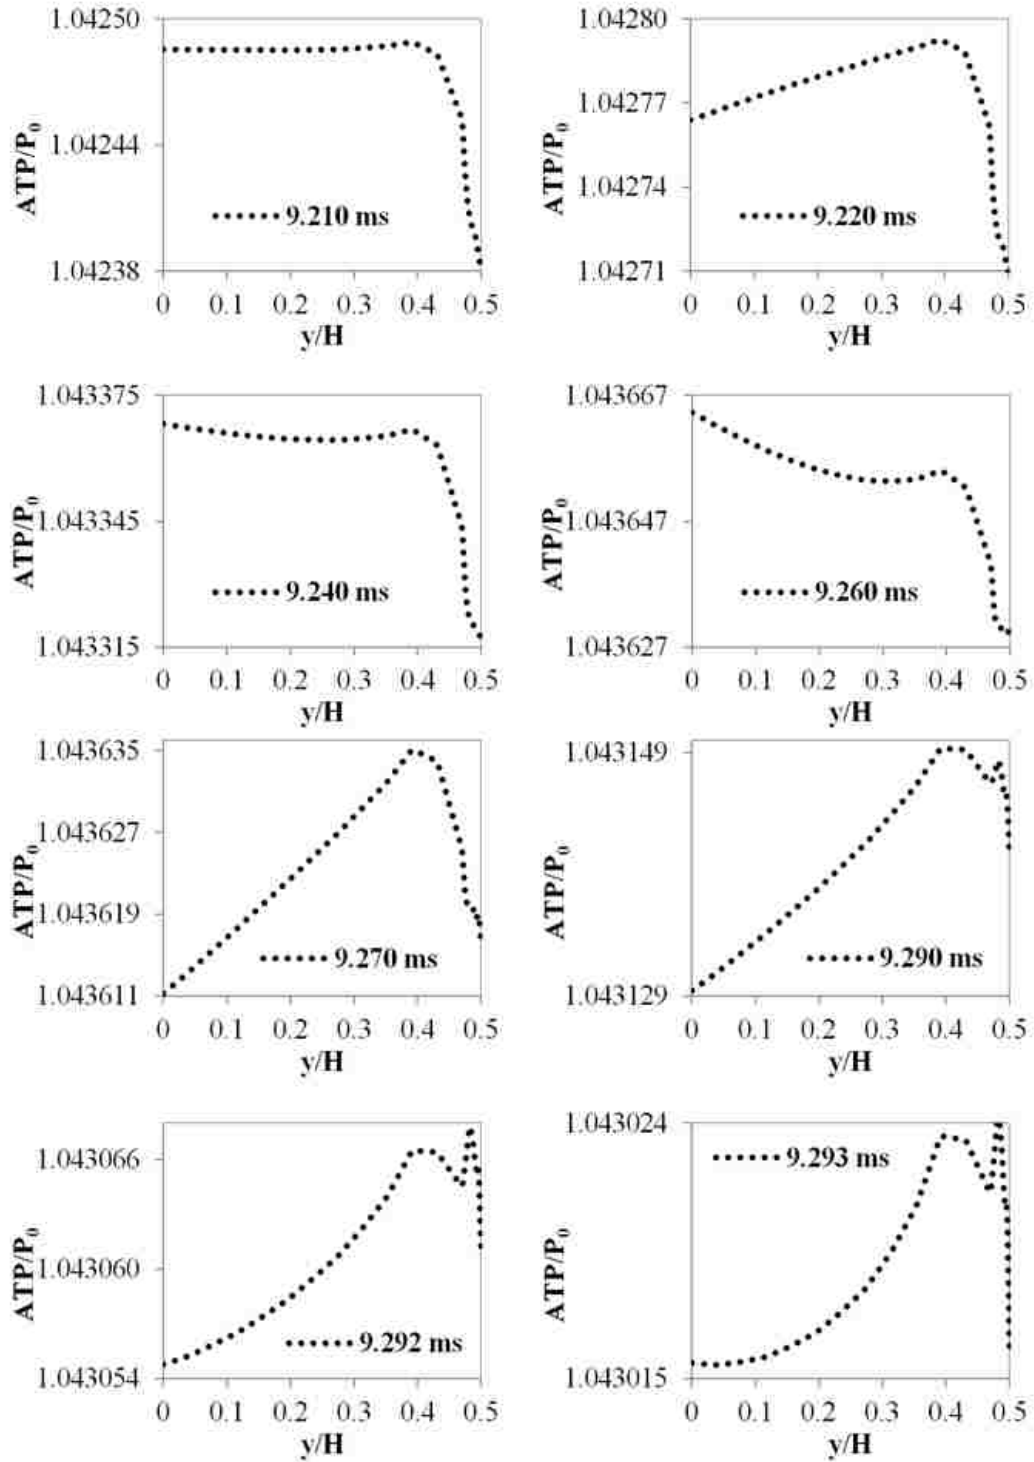 1.04250
1.04244
1.04238
ATP/P0
9.210 ms
0 0.1 0.2 0.3 0.4 0.5
y/H
1.04280
1.04277
1.04274
1.04271
ATP/P0
9.220 ms
0 0.1 0.2 0.3 0.4 0.5
y/H
1.043375
1.043345
1.043315
ATP/P0
9.240 ms
0 0.1 0.2 0.3 0.4 0.5
y/H
1.043667
1.043647
1.043627
ATP/P0
9.260 ms
0 0.1 0.2 0.3 0.4 0.5
y/H
1.043635
1.043627
1.043619
1.043611
ATP/P0
9.270 ms
0 0.1 0.2 0.3 0.4 0.5
y/H
1.043149
1.043129
ATP/P0
9.290 ms
0 0.1 0.2 0.3 0.4 0.5
y/H
1.043066
1.043060
1.043054
ATP/P0
9.292 ms
0 0.1 0.2 0.3 0.4 0.5
y/H
1.043024
1.043015
ATP/P0
9.293 ms
0 0.1 0.2 0.3 0.4 0.5
y/H